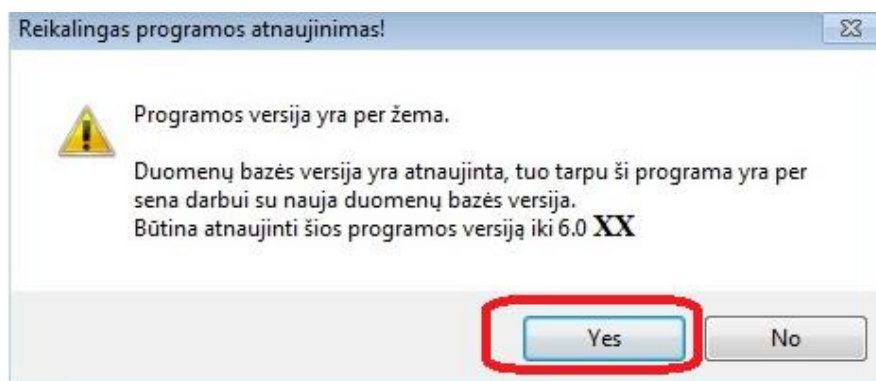 Reikalingas programos atnaujinimas!
Programos versija yra per žema.
Duomenų bazės versija yra atnaujinta, tuo tarpu ši programa yra per
sena darbui su nauja duomenų bazės versija.
Būtina atnaujinti šios programos versiją iki 6.0 XX
Yes
No